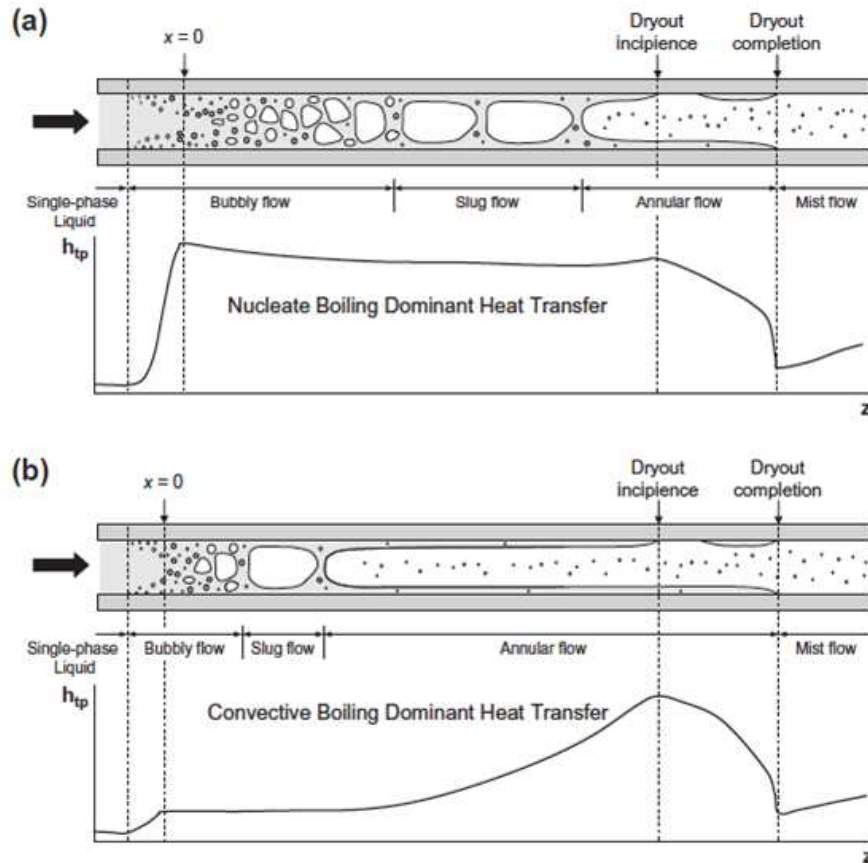 (a)
x = 0
Dryout incipience
Dryout completion
Single-phase Liquid
Bubbly flow
Slug flow
Annular flow
Mist flow
htp
Nucleate Boiling Dominant Heat Transfer
z
(b)
x = 0
Dryout incipience
Dryout completion
Single-phase Liquid
Bubbly flow
Slug flow
Annular flow
Mist flow
htp
Convective Boiling Dominant Heat Transfer
z